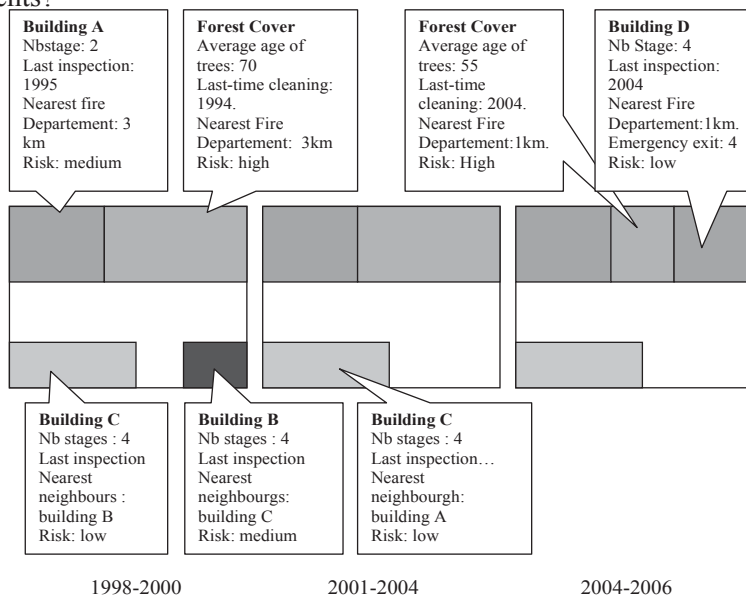 Building A
Nbstage: 2
Last inspection:
1995
Nearest fire
Departement: 3
km
Risk: medium
Forest Cover
Average age of
trees: 70
Last-time cleaning:
1994.
Nearest Fire
Departement: 3km
Risk: high
Forest Cover
Average age of
trees: 55
Last-time
cleaning: 2004.
Nearest Fire
Departement:1km.
Risk: High
Building D
Nb Stage: 4
Last inspection:
2004
Nearest Fire
Departement:1km.
Emergency exit: 4
Risk: low
Building C
Nb stages : 4
Last inspection
Nearest
neighbours :
building B
Risk: low
Building B
Nb stages : 4
Last inspection
Nearest
neighbourgs:
building C
Risk: medium
Building C
Nb stages : 4
Last inspection…
Nearest
neighbourgh:
building A
Risk: low
1998-2000
2001-2004
2004-2006